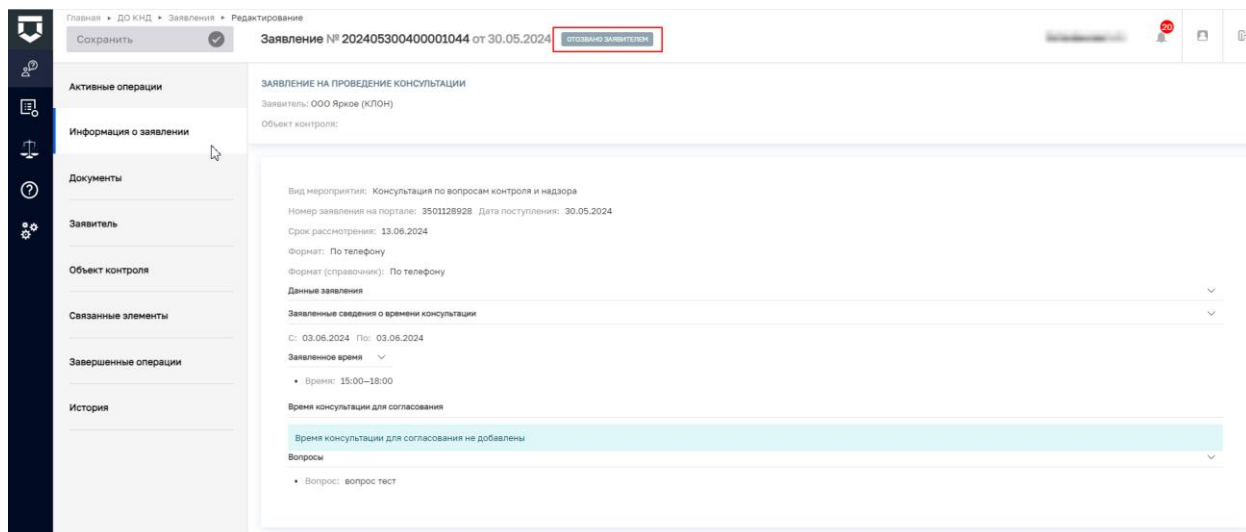 Главная ▸ ДО КНД ▸ Заявления ▸ Редактирование
Сохранить
Заявление № 202405300400001044 от 30.05.2024 ОТОЗВАНО ЗАЯВИТЕЛЕМ
20
Активные операции
Информация о заявлении
Документы
Заявитель
Объект контроля
Связанные элементы
Завершенные операции
История
ЗАЯВЛЕНИЕ НА ПРОВЕДЕНИЕ КОНСУЛЬТАЦИИ
Заявитель: ООО Яркое (КЛОН)
Объект контроля:
Вид мероприятия: Консультация по вопросам контроля и надзора
Номер заявления на портале: 3501128928 Дата поступления: 30.05.2024
Срок рассмотрения: 13.06.2024
Формат: По телефону
Формат (справочник): По телефону
Данные заявления
Заявленные сведения о времени консультации
С: 03.06.2024 По: 03.06.2024
Заявленное время
• Время: 15:00—18:00
Время консультации для согласования
Время консультации для согласования не добавлены
Вопросы
• Вопрос: вопрос тест